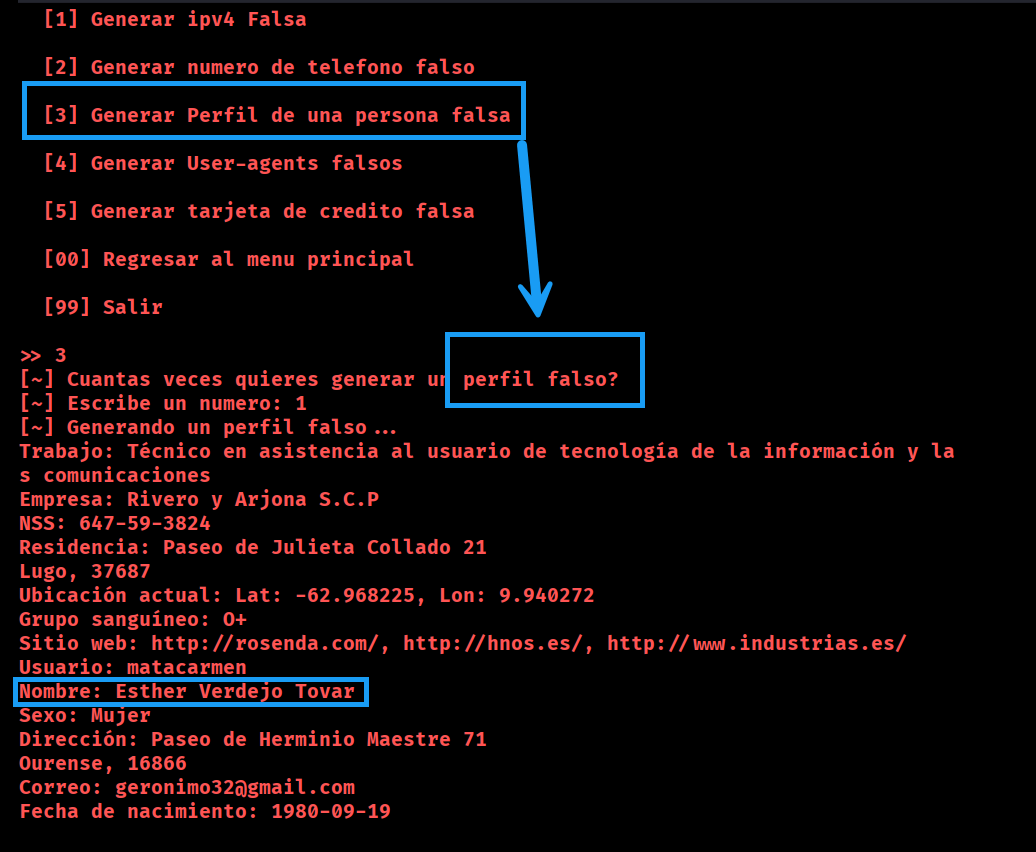 [1] Generar ipv4 Falsa
[2] Generar numero de telefono falso
[3] Generar Perfil de una persona falsa
[4] Generar User-agents falsos
[5] Generar tarjeta de credito falsa
[00] Regresar al menu principal
[99] Salir
>> 3
[~] Cuantas veces quieres generar un perfil falso?
[~] Escribe un numero: 1
[~] Generando un perfil falso...
Trabajo: Técnico en asistencia al usuario de tecnología de la información y la
s comunicaciones
Empresa: Rivero y Arjona S.C.P
NSS: 647-59-3824
Residencia: Paseo de Julieta Collado 21
Lugo, 37687
Ubicación actual: Lat: -62.968225, Lon: 9.940272
Grupo sanguíneo: O+
Sitio web: http://rosenda.com/, http://hnos.es/, http://www.industrias.es/
Usuario: matacarmen
Nombre: Esther Verdejo Tovar
Sexo: Mujer
Dirección: Paseo de Herminio Maestre 71
Ourense, 16866
Correo: geronimo32@gmail.com
Fecha de nacimiento: 1980-09-19